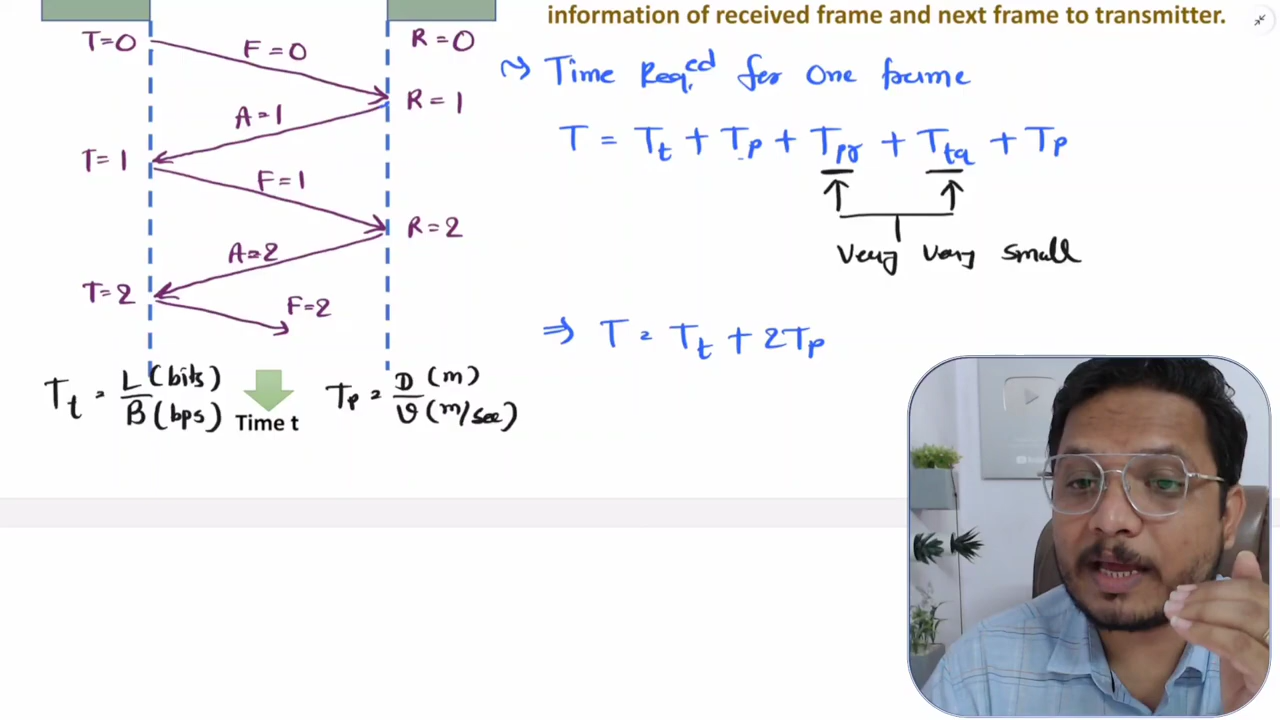 information of received frame and next frame to transmitter.
T=0
F=0
R=0
A=1
R=1
T=1
F=1
R=2
A=2
T=2
F=2
Tt = L (bits) / B (bps)
Time t
Tp = D (m) / v (m/sec)
~> Time Req.ed for One frame
T = Tt + Tp + Tpr + Tta + Tp
Very Very small
⇒ T = Tt + 2Tp